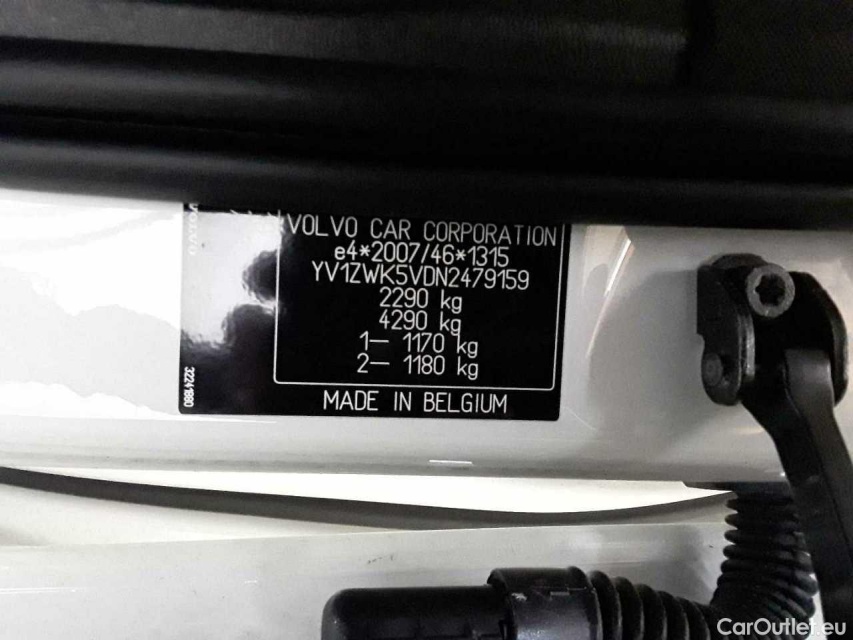 VOLVO CAR CORPORATION
e4*2007/46*1315
YV1ZWK5VDN2479159
2290 kg
4290 kg
1— 1170 kg
2— 1180 kg
MADE IN BELGIUM
3224880
CarOutlet.eu